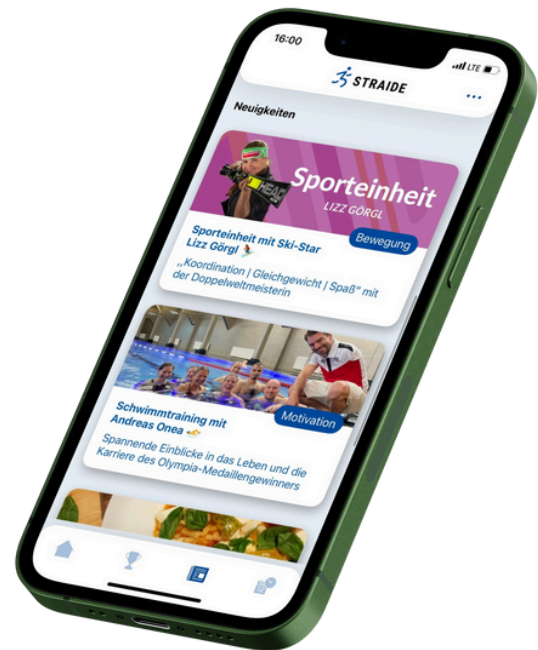 16:00
LTE
STRAIDE
Neuigkeiten
Sporteinheit
LIZZ GÖRGL
HEAD
Bewegung
Sporteinheit mit Ski-Star
Lizz Görgl
,,Koordination | Gleichgewicht | Spaß" mit
der Doppelweltmeisterin
Motivation
Schwimmtraining mit
Andreas Onea
Spannende Einblicke in das Leben und die
Karriere des Olympia-Medaillengewinners